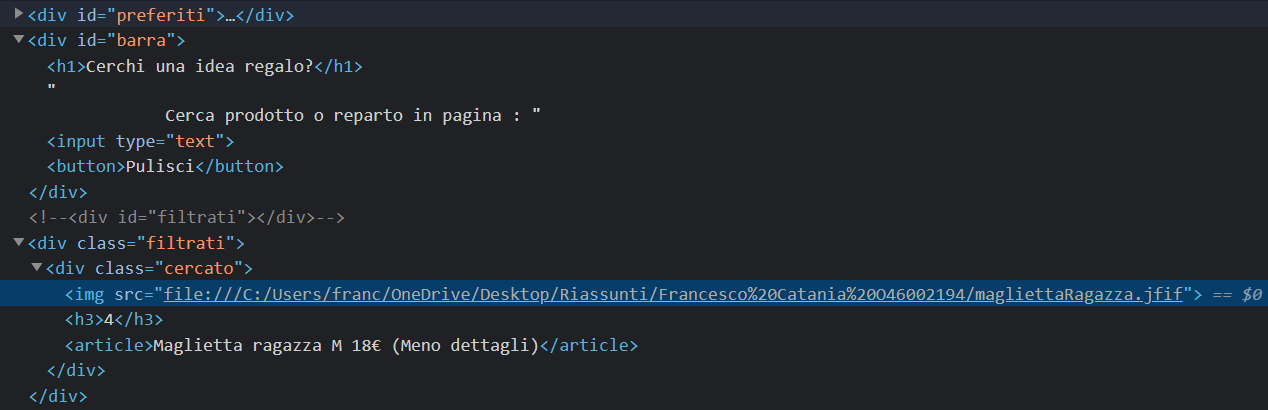 ▶<div id="preferiti">…</div>
▼<div id="barra">
<h1>Cerchi una idea regalo?</h1>
"
Cerca prodotto o reparto in pagina : "
<input type="text">
<button>Pulisci</button>
</div>
<!--<div id="filtrati"></div>-->
▼<div class="filtrati">
▼<div class="cercato">
<img src="file:///C:/Users/franc/OneDrive/Desktop/Riassunti/Francesco%20Catania%20O46002194/magliettaRagazza.jfif"> == $0
<h3>4</h3>
<article>Maglietta ragazza M 18€ (Meno dettagli)</article>
</div>
</div>